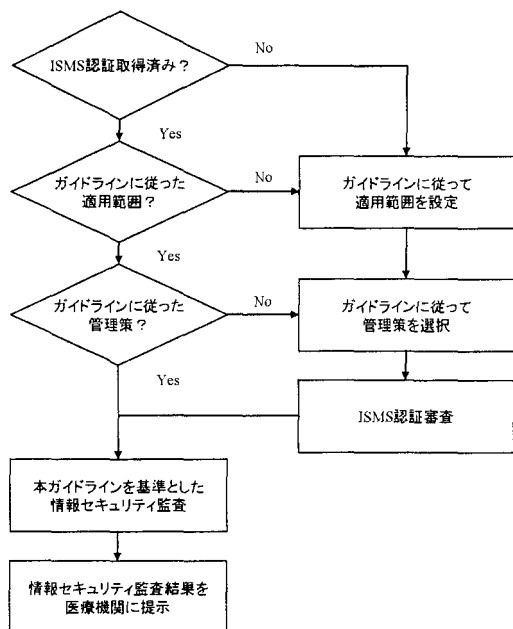 No
ISMS認証取得済み?
Yes
ガイドラインに従った
適用範囲?
No
ガイドラインに従って
適用範囲を設定
Yes
ガイドラインに従った
管理策?
No
ガイドラインに従って
管理策を選択
Yes
ISMS認証審査
本ガイドラインを基準とした
情報セキュリティ監査
情報セキュリティ監査結果を
医療機関に提示